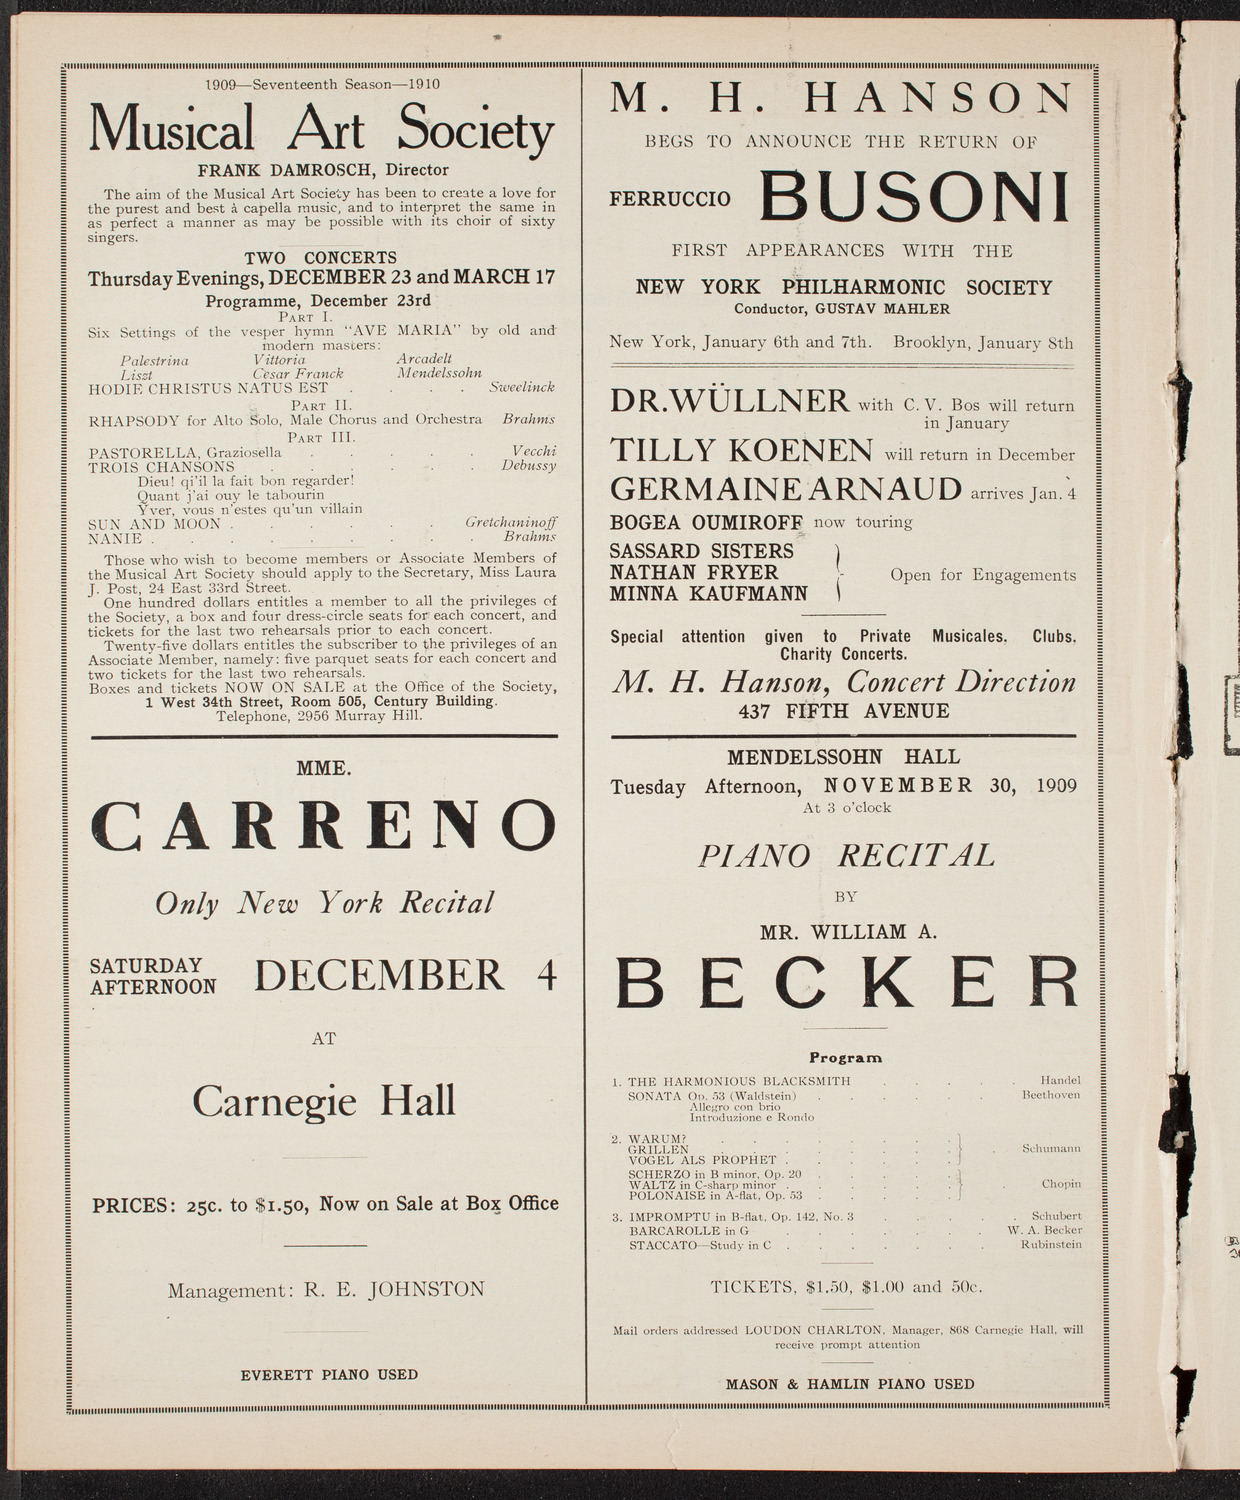 1909—Seventeenth Season—1910
Musical Art Society
FRANK DAMROSCH, Director
The aim of the Musical Art Society has been to create a love for
the purest and best à capella music, and to interpret the same in
as perfect a manner as may be possible with its choir of sixty
singers.
TWO CONCERTS
Thursday Evenings, DECEMBER 23 and MARCH 17
Programme, December 23rd
PART I.
Six Settings of the vesper hymn "AVE MARIA" by old and
modern masters:
Palestrina Vittoria Arcadelt
Liszt Cesar Franck Mendelssohn
HODIE CHRISTUS NATUS EST . . . . Sweelinck
PART II.
RHAPSODY for Alto Solo, Male Chorus and Orchestra Brahms
PART III.
PASTORELLA, Graziosella . . . . . Vecchi
TROIS CHANSONS . . . . . . Debussy
Dieu! qi'il la fait bon regarder!
Quant j'ai ouy le tabourin
Yver, vous n'estes qu'un villain
SUN AND MOON . . . . . . Gretchaninoff
NANIE . . . . . . . . Brahms
Those who wish to become members or Associate Members of
the Musical Art Society should apply to the Secretary, Miss Laura
J. Post, 24 East 33rd Street.
One hundred dollars entitles a member to all the privileges of
the Society, a box and four dress-circle seats for each concert, and
tickets for the last two rehearsals prior to each concert.
Twenty-five dollars entitles the subscriber to the privileges of an
Associate Member, namely: five parquet seats for each concert and
two tickets for the last two rehearsals.
Boxes and tickets NOW ON SALE at the Office of the Society,
1 West 34th Street, Room 505, Century Building.
Telephone, 2956 Murray Hill.
MME.
CARRENO
Only New York Recital
SATURDAY
AFTERNOON DECEMBER 4
AT
Carnegie Hall
PRICES: 25c. to $1.50, Now on Sale at Box Office
Management: R. E. JOHNSTON
EVERETT PIANO USED
M. H. HANSON
BEGS TO ANNOUNCE THE RETURN OF
FERRUCCIO BUSONI
FIRST APPEARANCES WITH THE
NEW YORK PHILHARMONIC SOCIETY
Conductor, GUSTAV MAHLER
New York, January 6th and 7th. Brooklyn, January 8th
DR. WÜLLNER with C. V. Bos will return
in January
TILLY KOENEN will return in December
GERMAINE ARNAUD arrives Jan. 4
BOGEA OUMIROFF now touring
SASSARD SISTERS
NATHAN FRYER Open for Engagements
MINNA KAUFMANN
Special attention given to Private Musicales, Clubs,
Charity Concerts.
M. H. Hanson, Concert Direction
437 FIFTH AVENUE
MENDELSSOHN HALL
Tuesday Afternoon, NOVEMBER 30, 1909
At 3 o'clock
PIANO RECITAL
BY
MR. WILLIAM A.
BECKER
Program
1. THE HARMONIOUS BLACKSMITH . . . . . Handel
SONATA Op. 53 (Waldstein) . . . . . . Beethoven
Allegro con brio
Introduzione e Rondo
2. WARUM? . . . . . . . .
GRILLEN . . . . . . . . Schumann
VOGEL ALS PROPHET . . . . . .
SCHERZO in B minor, Op. 20 . . . . .
WALTZ in C-sharp minor . . . . . . Chopin
POLONAISE in A-flat, Op. 53 . . . . .
3. IMPROMPTU in B-flat, Op. 142, No. 3 . . . . . Schubert
BARCAROLLE in G . . . . . . . W. A. Becker
STACCATO—Study in C . . . . . . . Rubinstein
TICKETS, $1.50, $1.00 and 50c.
Mail orders addressed LOUDON CHARLTON, Manager, 868 Carnegie Hall, will
receive prompt attention
MASON & HAMLIN PIANO USED